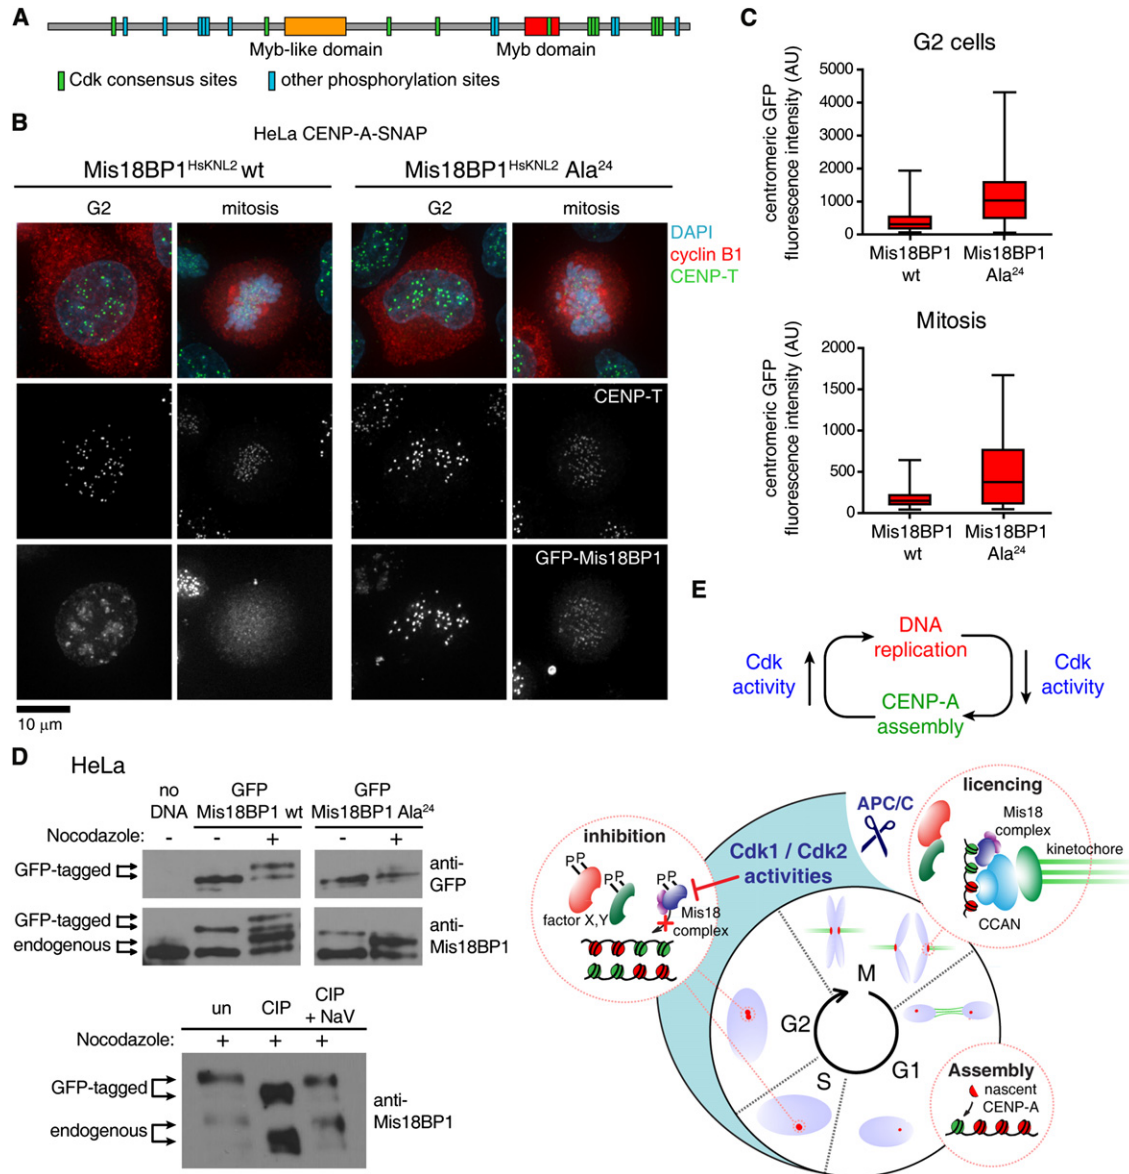 A
Myb-like domain
Myb domain
Cdk consensus sites
other phosphorylation sites
B
HeLa CENP-A-SNAP
Mis18BP1HsKNL2 wt
Mis18BP1HsKNL2 Ala24
G2
mitosis
G2
mitosis
DAPI
cyclin B1
CENP-T
CENP-T
GFP-Mis18BP1
10 µm
C
G2 cells
centromeric GFP
fluorescence intensity (AU)
5000
4000
3000
2000
1000
0
Mis18BP1
wt
Mis18BP1
Ala24
Mitosis
centromeric GFP
fluorescence intensity (AU)
2000
1500
1000
500
0
Mis18BP1
wt
Mis18BP1
Ala24
D
HeLa
no
DNA
GFP
Mis18BP1 wt
GFP
Mis18BP1 Ala24
Nocodazole:
-
-
+
-
+
GFP-tagged
anti-
GFP
GFP-tagged
endogenous
anti-
Mis18BP1
un
CIP
CIP
+ NaV
Nocodazole:
+
+
+
GFP-tagged
endogenous
anti-
Mis18BP1
E
DNA
replication
Cdk
activity
Cdk
activity
CENP-A
assembly
inhibition
PP
PP
PP
factor X,Y
Mis18
complex
Cdk1 / Cdk2
activities
APC/C
licencing
Mis18
complex
kinetochore
CCAN
M
G2
G1
S
Assembly
nascent
CENP-A